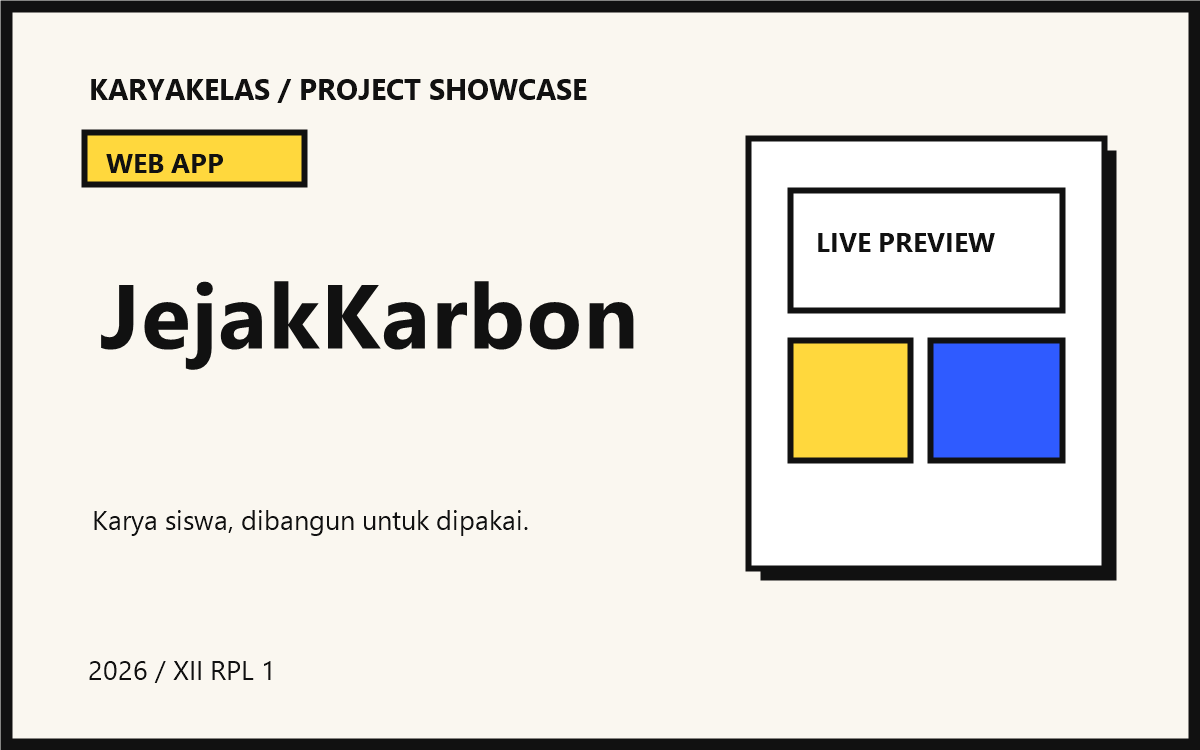 KARYAKELAS / PROJECT SHOWCASE
WEB APP
JejakKarbon
LIVE PREVIEW
Karya siswa, dibangun untuk dipakai.
2026 / XII RPL 1